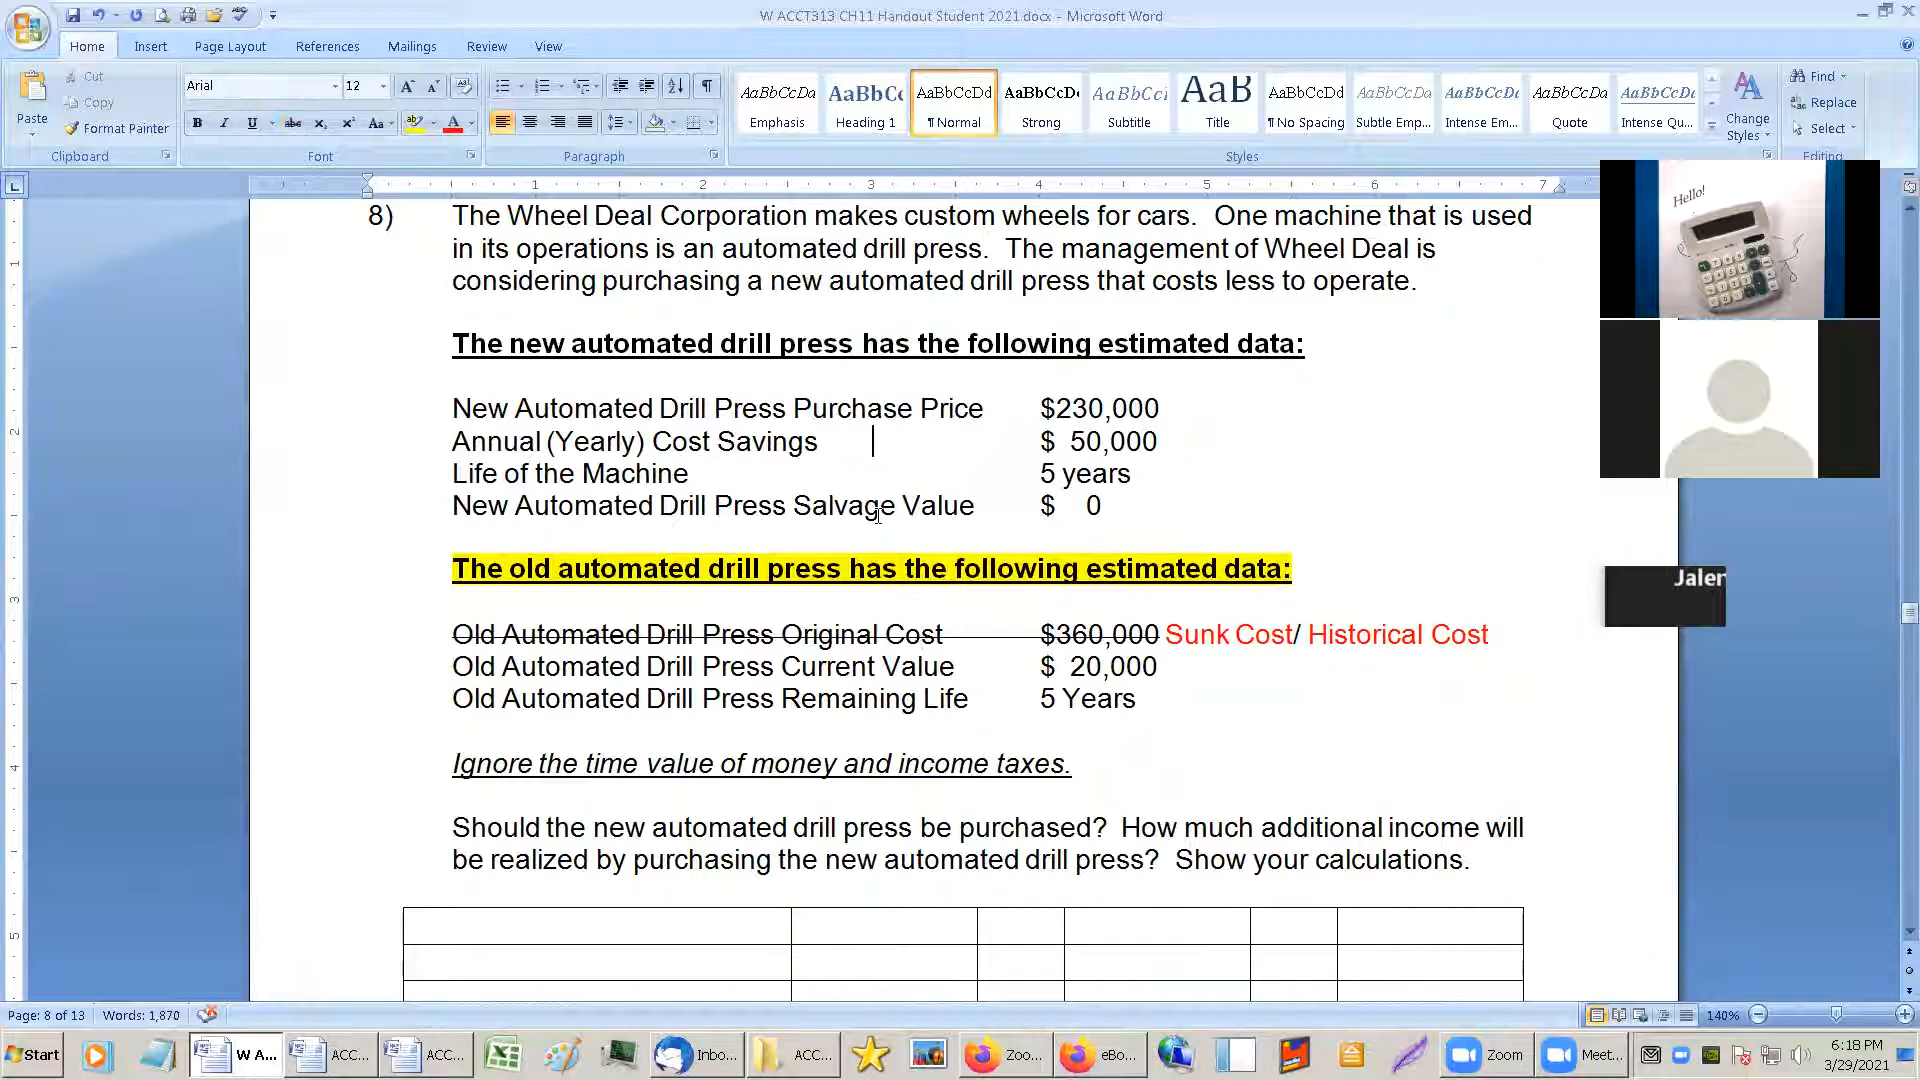 W ACCT313 CH11 Handout Student 2021.docx - Microsoft Word
Home Insert Page Layout References Mailings Review View
Paste
Cut
Copy
Format Painter
Clipboard
Arial 12
Font
Paragraph
AaBbCcDa AaBbCc AaBbCcDd AaBbCcDc AaBbCcDd AaB AaBbCcDd AaBbCcDd AaBbCcDa AaBbCcDa AaBbCcDc
Emphasis Heading 1 ¶ Normal Strong Subtitle Title ¶ No Spacing Subtle Emp... Intense Em... Quote Intense Qu...
Styles
Change Styles
Find
Replace
Select
Editing
1 2 3 4 5 6 7
8) The Wheel Deal Corporation makes custom wheels for cars. One machine that is used
in its operations is an automated drill press. The management of Wheel Deal is
considering purchasing a new automated drill press that costs less to operate.
The new automated drill press has the following estimated data:
New Automated Drill Press Purchase Price $230,000
Annual (Yearly) Cost Savings $ 50,000
Life of the Machine 5 years
New Automated Drill Press Salvage Value $ 0
The old automated drill press has the following estimated data:
Old Automated Drill Press Original Cost $360,000 Sunk Cost/ Historical Cost
Old Automated Drill Press Current Value $ 20,000
Old Automated Drill Press Remaining Life 5 Years
Ignore the time value of money and income taxes.
Should the new automated drill press be purchased? How much additional income will
be realized by purchasing the new automated drill press? Show your calculations.
Hello!
Jaler
Page: 8 of 13 Words: 1,870
140%
Start W A... ACC... ACC... Inbo... ACC... Zoo... eBo... Zoom Meet...
6:18 PM
3/29/2021